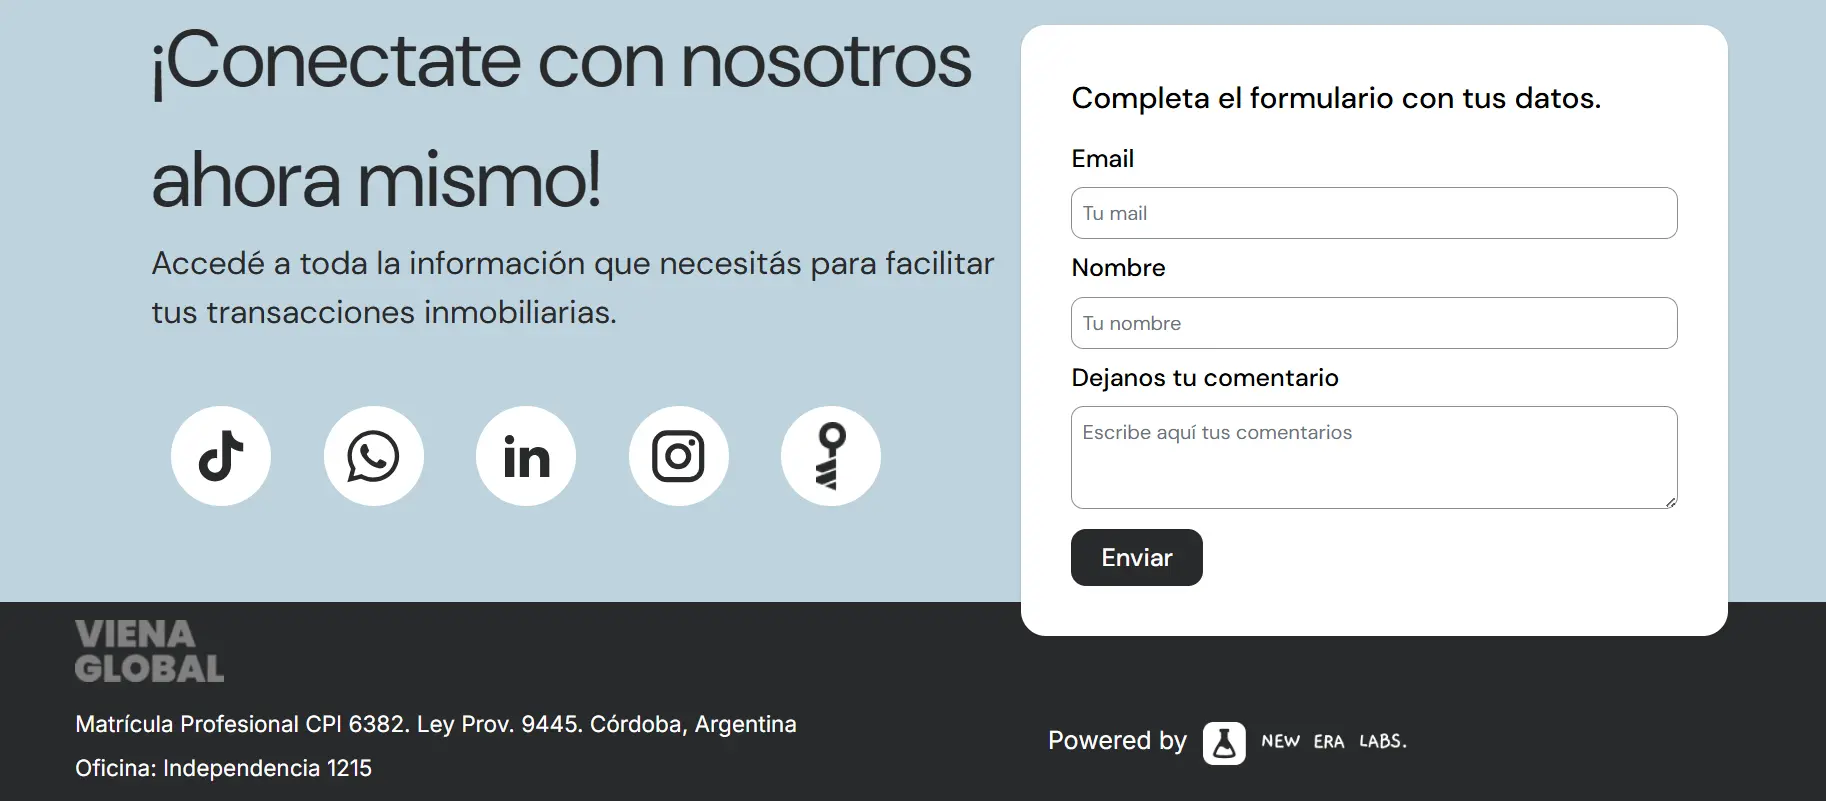 ¡Conectate con nosotros
ahora mismo!
Accedé a toda la información que necesitás para facilitar
tus transacciones inmobiliarias.
Completa el formulario con tus datos.
Email
Tu mail
Nombre
Tu nombre
Dejanos tu comentario
Escribe aquí tus comentarios
Enviar
VIENA
GLOBAL
Matrícula Profesional CPI 6382. Ley Prov. 9445. Córdoba, Argentina
Oficina: Independencia 1215
Powered by NEW ERA LABS.